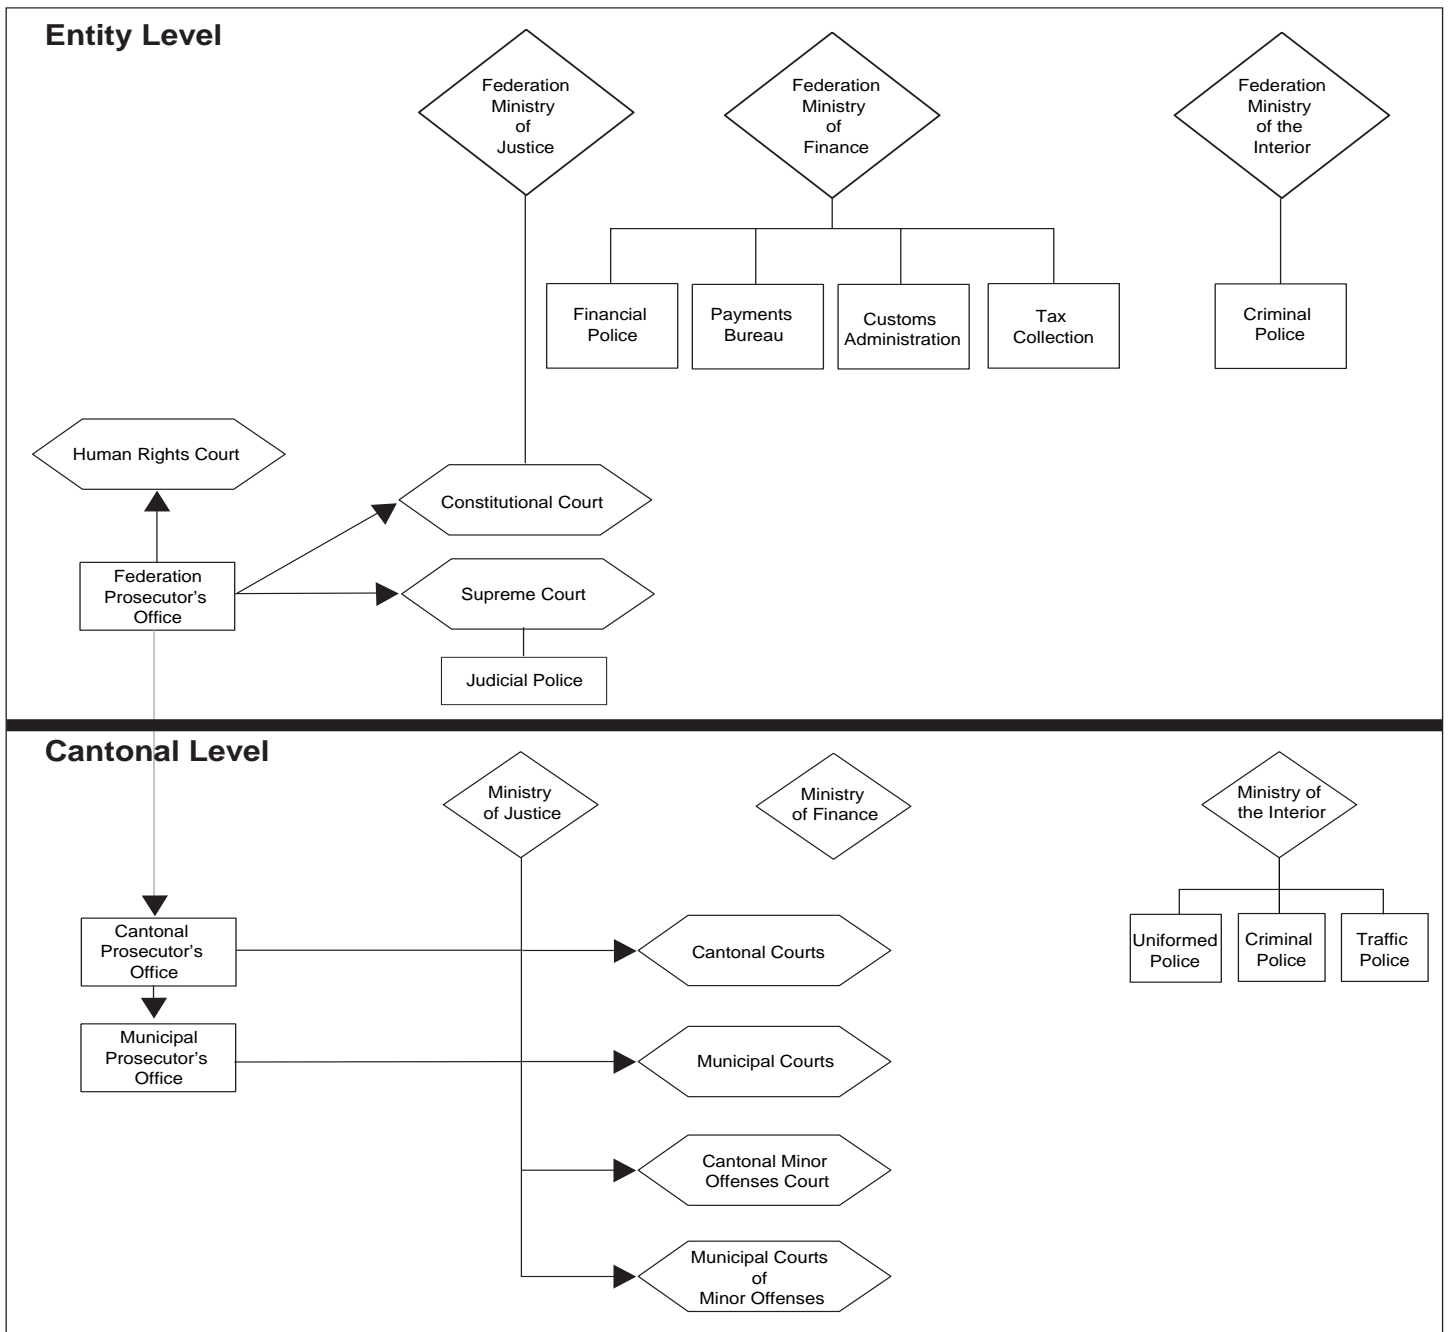 Entity Level
Federation
Ministry
of
Justice
Federation
Ministry
of
Finance
Federation
Ministry
of the
Interior
Financial
Police
Payments
Bureau
Customs
Administration
Tax
Collection
Criminal
Police
Human Rights Court
Constitutional Court
Federation
Prosecutor's
Office
Supreme Court
Judicial Police
Cantonal Level
Ministry
of Justice
Ministry
of Finance
Ministry of
the Interior
Cantonal
Prosecutor's
Office
Cantonal Courts
Uniformed
Police
Criminal
Police
Traffic
Police
Municipal
Prosecutor's
Office
Municipal Courts
Cantonal Minor
Offenses Court
Municipal Courts
of
Minor Offenses